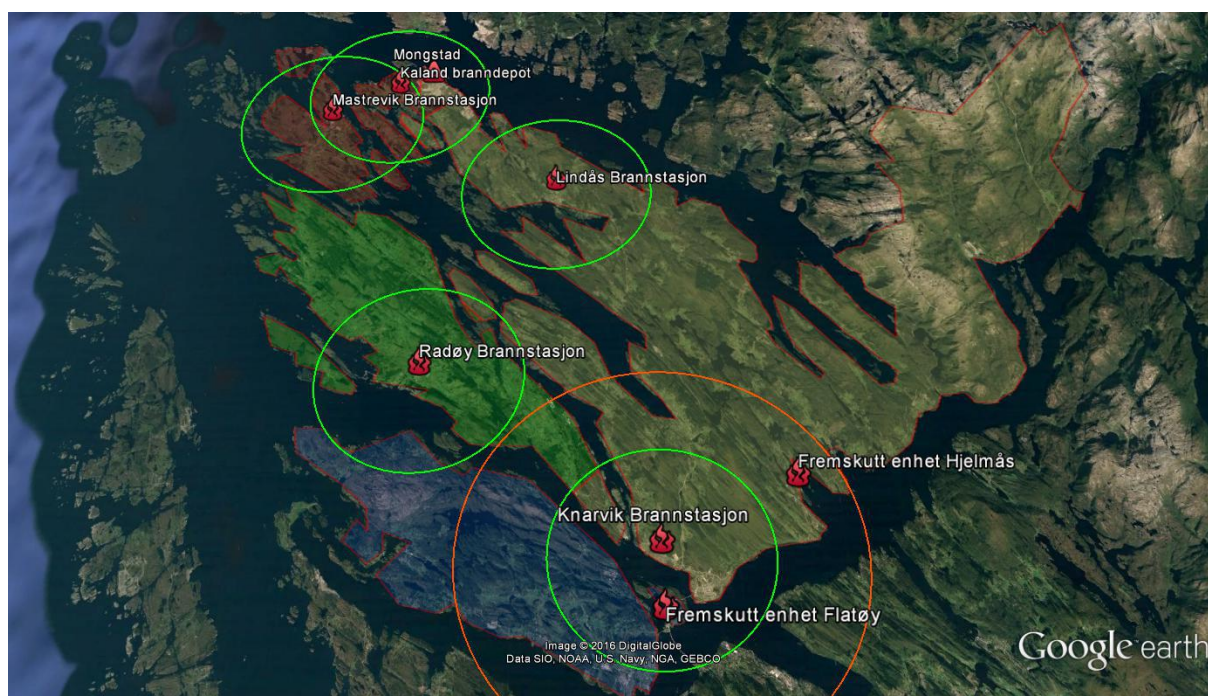 Mongstad
Kaland branndepot
Mastrevik Brannstasjon
Lindås Brannstasjon
Radøy Brannstasjon
Fremskutt enhet Hjelmås
Knarvik Brannstasjon
Fremskutt enhet Flatøy
Image © 2016 DigitalGlobe
Data SIO, NOAA, U.S. Navy, NGA, GEBCO
Google earth